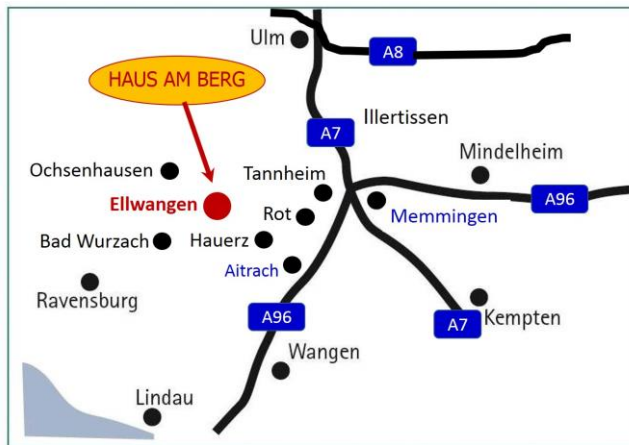 Ulm
A8
HAUS AM BERG
A7
Illertissen
Mindelheim
Ochsenhausen
Tannheim
Ellwangen
Rot
Memmingen
A96
Bad Wurzach
Hauerz
Aitrach
Ravensburg
A96
A7
Kempten
Wangen
Lindau